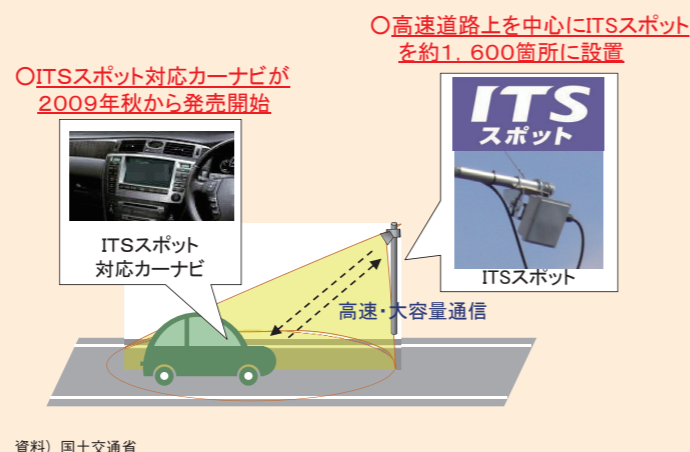 〇高速道路上を中心にITSスポット
を約1，600箇所に設置
〇ITSスポット対応カーナビが
2009年秋から発売開始
ITS
スポット
ITSスポット
対応カーナビ
ITSスポット
高速・大容量通信
資料）国土交通省